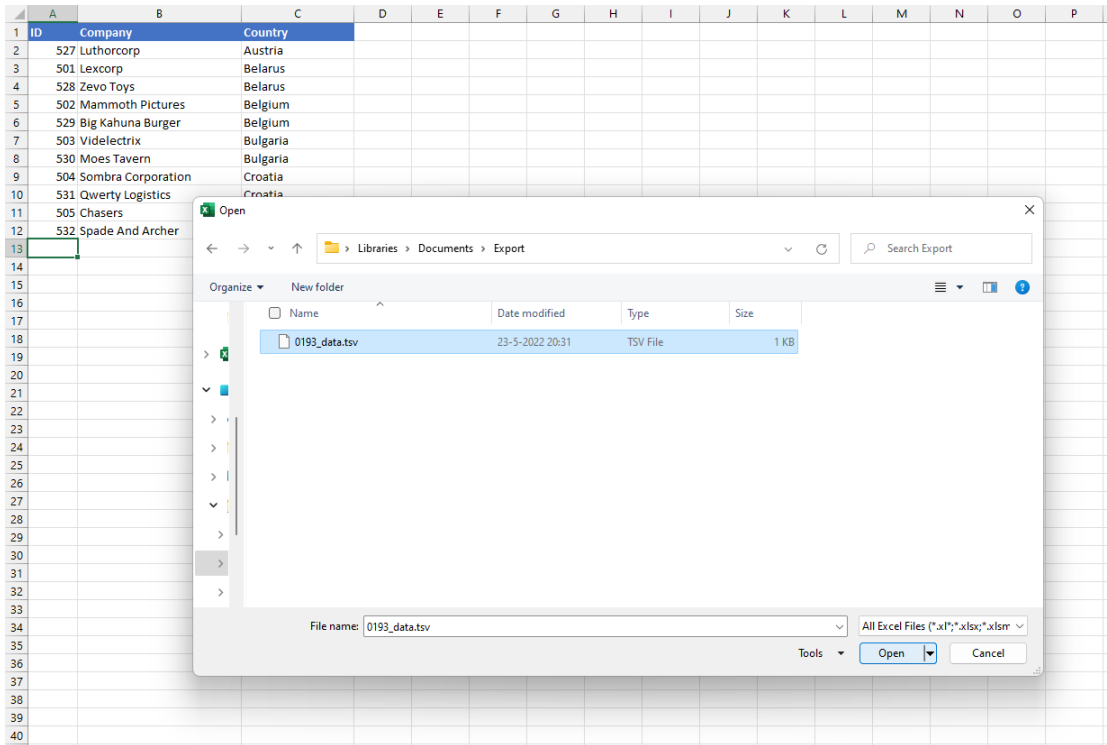 A B C D E F G H I J K L M N O P
1 ID Company Country
2 527 Luthorcorp Austria
3 501 Lexcorp Belarus
4 528 Zevo Toys Belarus
5 502 Mammoth Pictures Belgium
6 529 Big Kahuna Burger Belgium
7 503 Videlectrix Bulgaria
8 530 Moes Tavern Bulgaria
9 504 Sombra Corporation Croatia
10 531 Qwerty Logistics Croatia
11 505 Chasers
12 532 Spade And Archer
13
14
15
16
17
18
19
20
21
22
23
24
25
26
27
28
29
30
31
32
33
34
35
36
37
38
39
40
Open
Libraries Documents Export
Search Export
Organize New folder
Name Date modified Type Size
0193_data.tsv 23-5-2022 20:31 TSV File 1 KB
File name: 0193_data.tsv All Excel Files (*.xl*;*.xlsx;*.xlsm
Tools Open Cancel